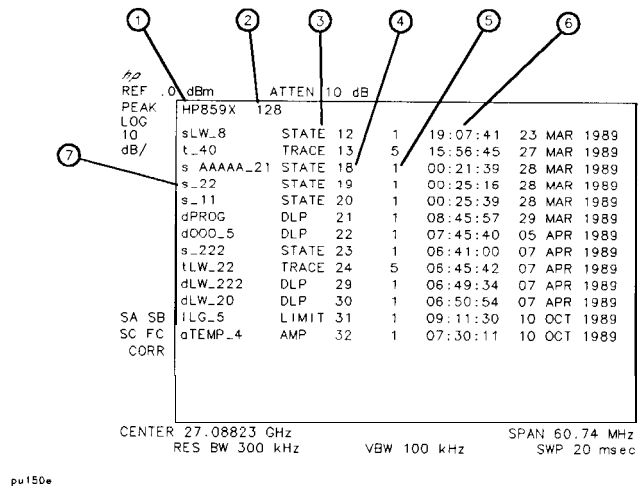 1 2 3 4 5 6
hp
REF .0 dBm ATTEN 10 dB
PEAK HP859X 128
LOG
10 sLW_8 STATE 12 1 19:07:41 23 MAR 1989
dB/ t_40 TRACE 13 5 15:56:45 27 MAR 1989
s AAAAA_21 STATE 18 1 00:21:39 28 MAR 1989
7 s_22 STATE 19 1 00:25:16 28 MAR 1989
s_11 STATE 20 1 00:25:39 28 MAR 1989
dPROG DLP 21 1 08:45:57 29 MAR 1989
dOOO_5 DLP 22 1 07:45:40 05 APR 1989
s_222 STATE 23 1 06:41:00 07 APR 1989
tLW_22 TRACE 24 5 06:45:42 07 APR 1989
dLW_222 DLP 29 1 06:49:34 07 APR 1989
dLW_20 DLP 30 1 06:50:54 07 APR 1989
SA SB lLG_5 LIMIT 31 1 09:11:30 10 OCT 1989
SC FC aTEMP_4 AMP 32 1 07:30:11 10 OCT 1989
CORR
CENTER 27.08823 GHz SPAN 60.74 MHz
RES BW 300 kHz VBW 100 kHz SWP 20 msec
pu150e